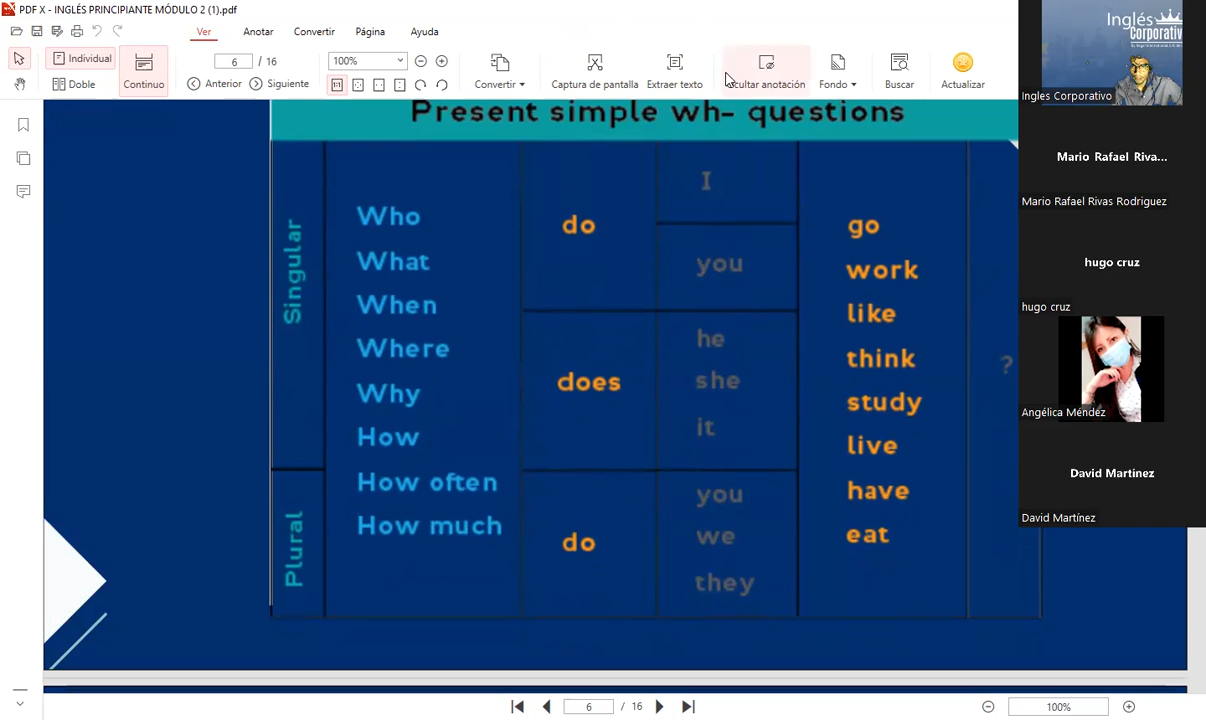 PDF X - INGLÉS PRINCIPIANTE MÓDULO 2 (1).pdf
Ver Anotar Convertir Página Ayuda
Individual
Doble
Continuo
6 / 16
Anterior Siguiente
100%
Convertir
Captura de pantalla
Extraer texto
cultar anotación
Fondo
Buscar
Actualizar
Present simple wh- questions
Singular
Plural
Who
What
When
Where
Why
How
How often
How much
do
does
do
I
you
he
she
it
you
we
they
go
work
like
think
study
live
have
eat
?
Inglés
Corporativ
Ingles Corporativo
Mario Rafael Riva...
Mario Rafael Rivas Rodriguez
hugo cruz
hugo cruz
Angélica Méndez
David Martinez
David Martínez
6 / 16
100%